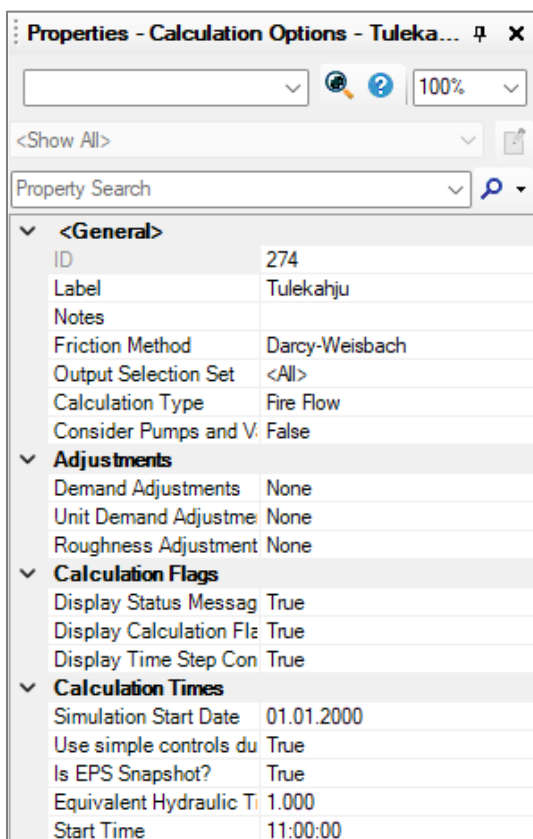 Properties - Calculation Options - Tuleka...
100%
<Show All>
Property Search
<General>
ID 274
Label Tulekahju
Notes
Friction Method Darcy-Weisbach
Output Selection Set <All>
Calculation Type Fire Flow
Consider Pumps and V False
Adjustments
Demand Adjustments None
Unit Demand Adjustme None
Roughness Adjustment None
Calculation Flags
Display Status Messag True
Display Calculation Fla True
Display Time Step Con True
Calculation Times
Simulation Start Date 01.01.2000
Use simple controls du True
Is EPS Snapshot? True
Equivalent Hydraulic Ti 1.000
Start Time 11:00:00